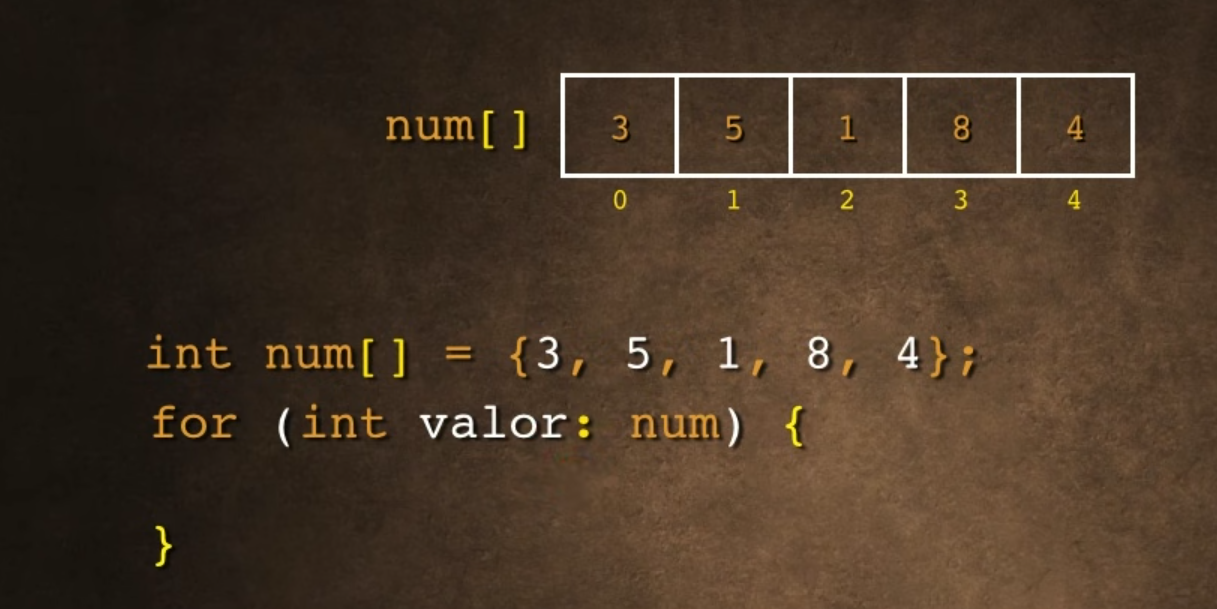 num[ ] 3 5 1 8 4
0 1 2 3 4
int num[ ] = {3, 5, 1, 8, 4};
for (int valor: num) {
}